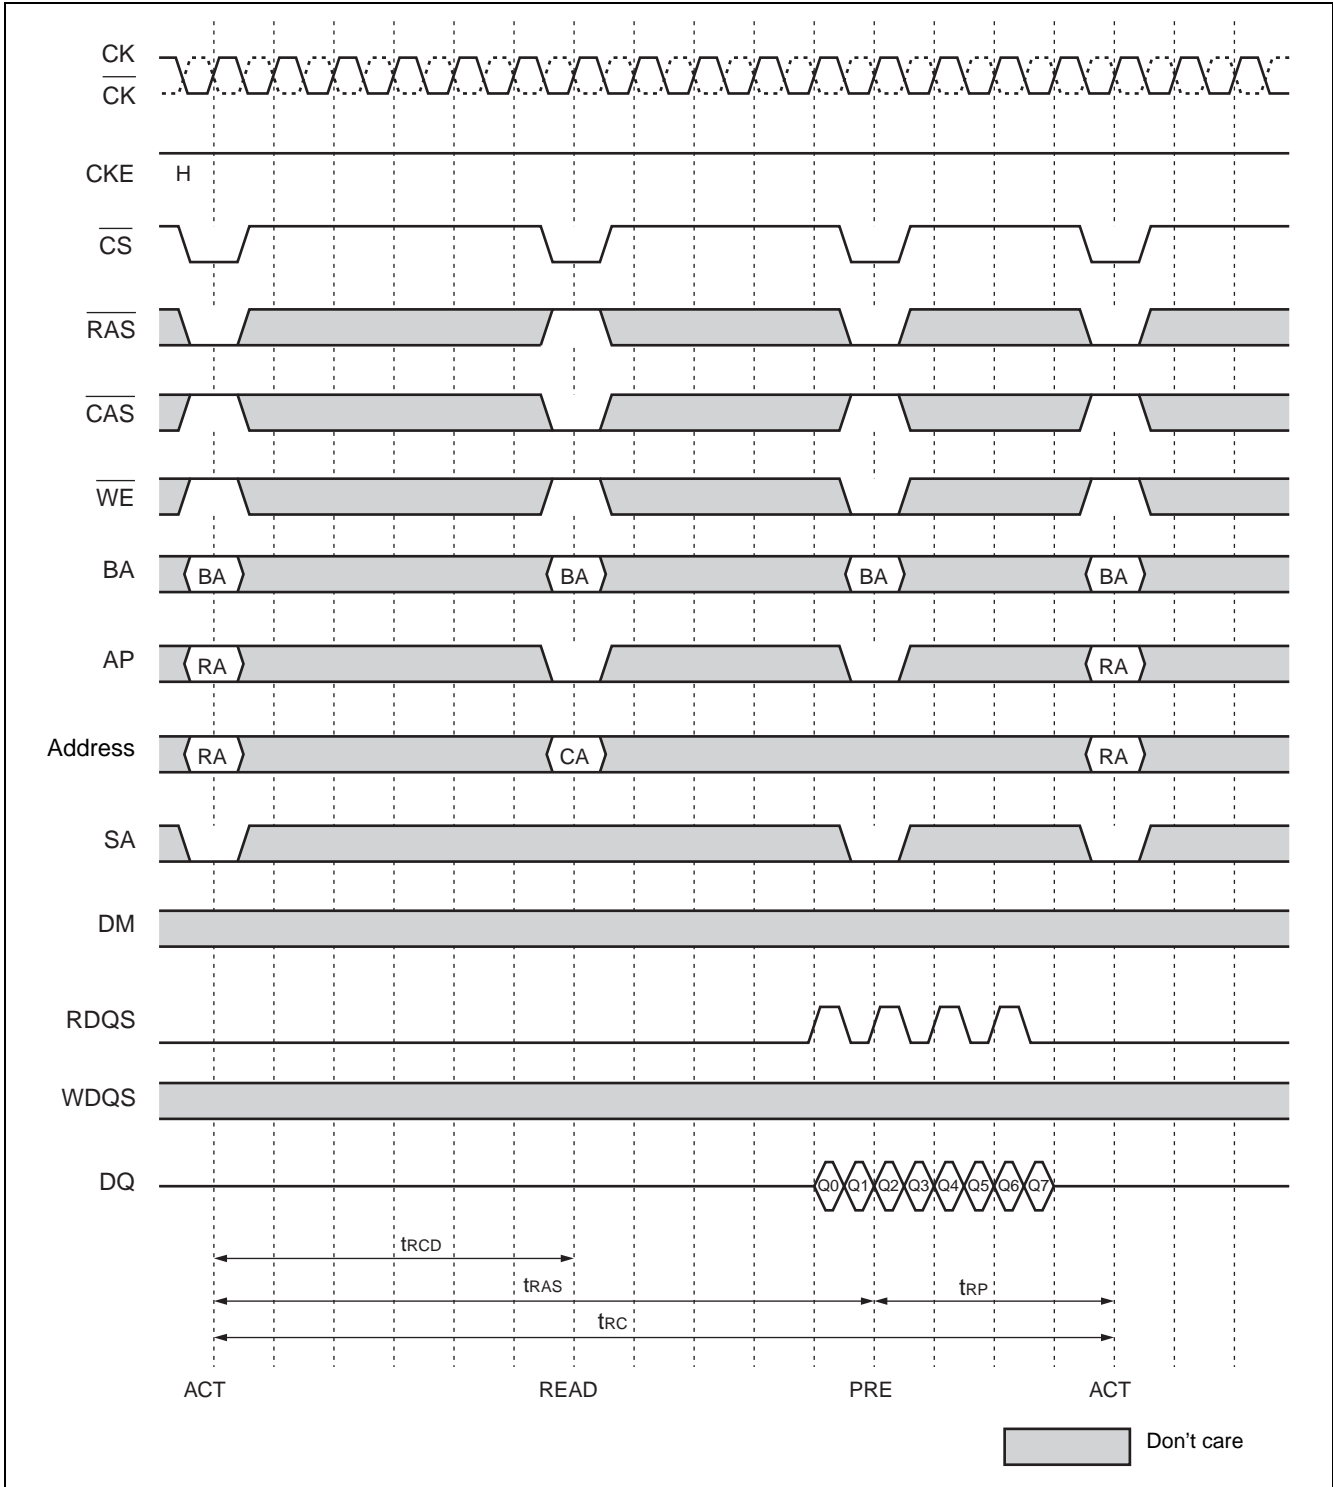 CK
CK
CKE H
CS
RAS
CAS
WE
BA BA BA BA BA
AP RA RA
Address RA CA RA
SA
DM
RDQS
WDQS
DQ Q0 Q1 Q2 Q3 Q4 Q5 Q6 Q7
tRCD
tRAS tRP
tRC
ACT READ PRE ACT
Don't care